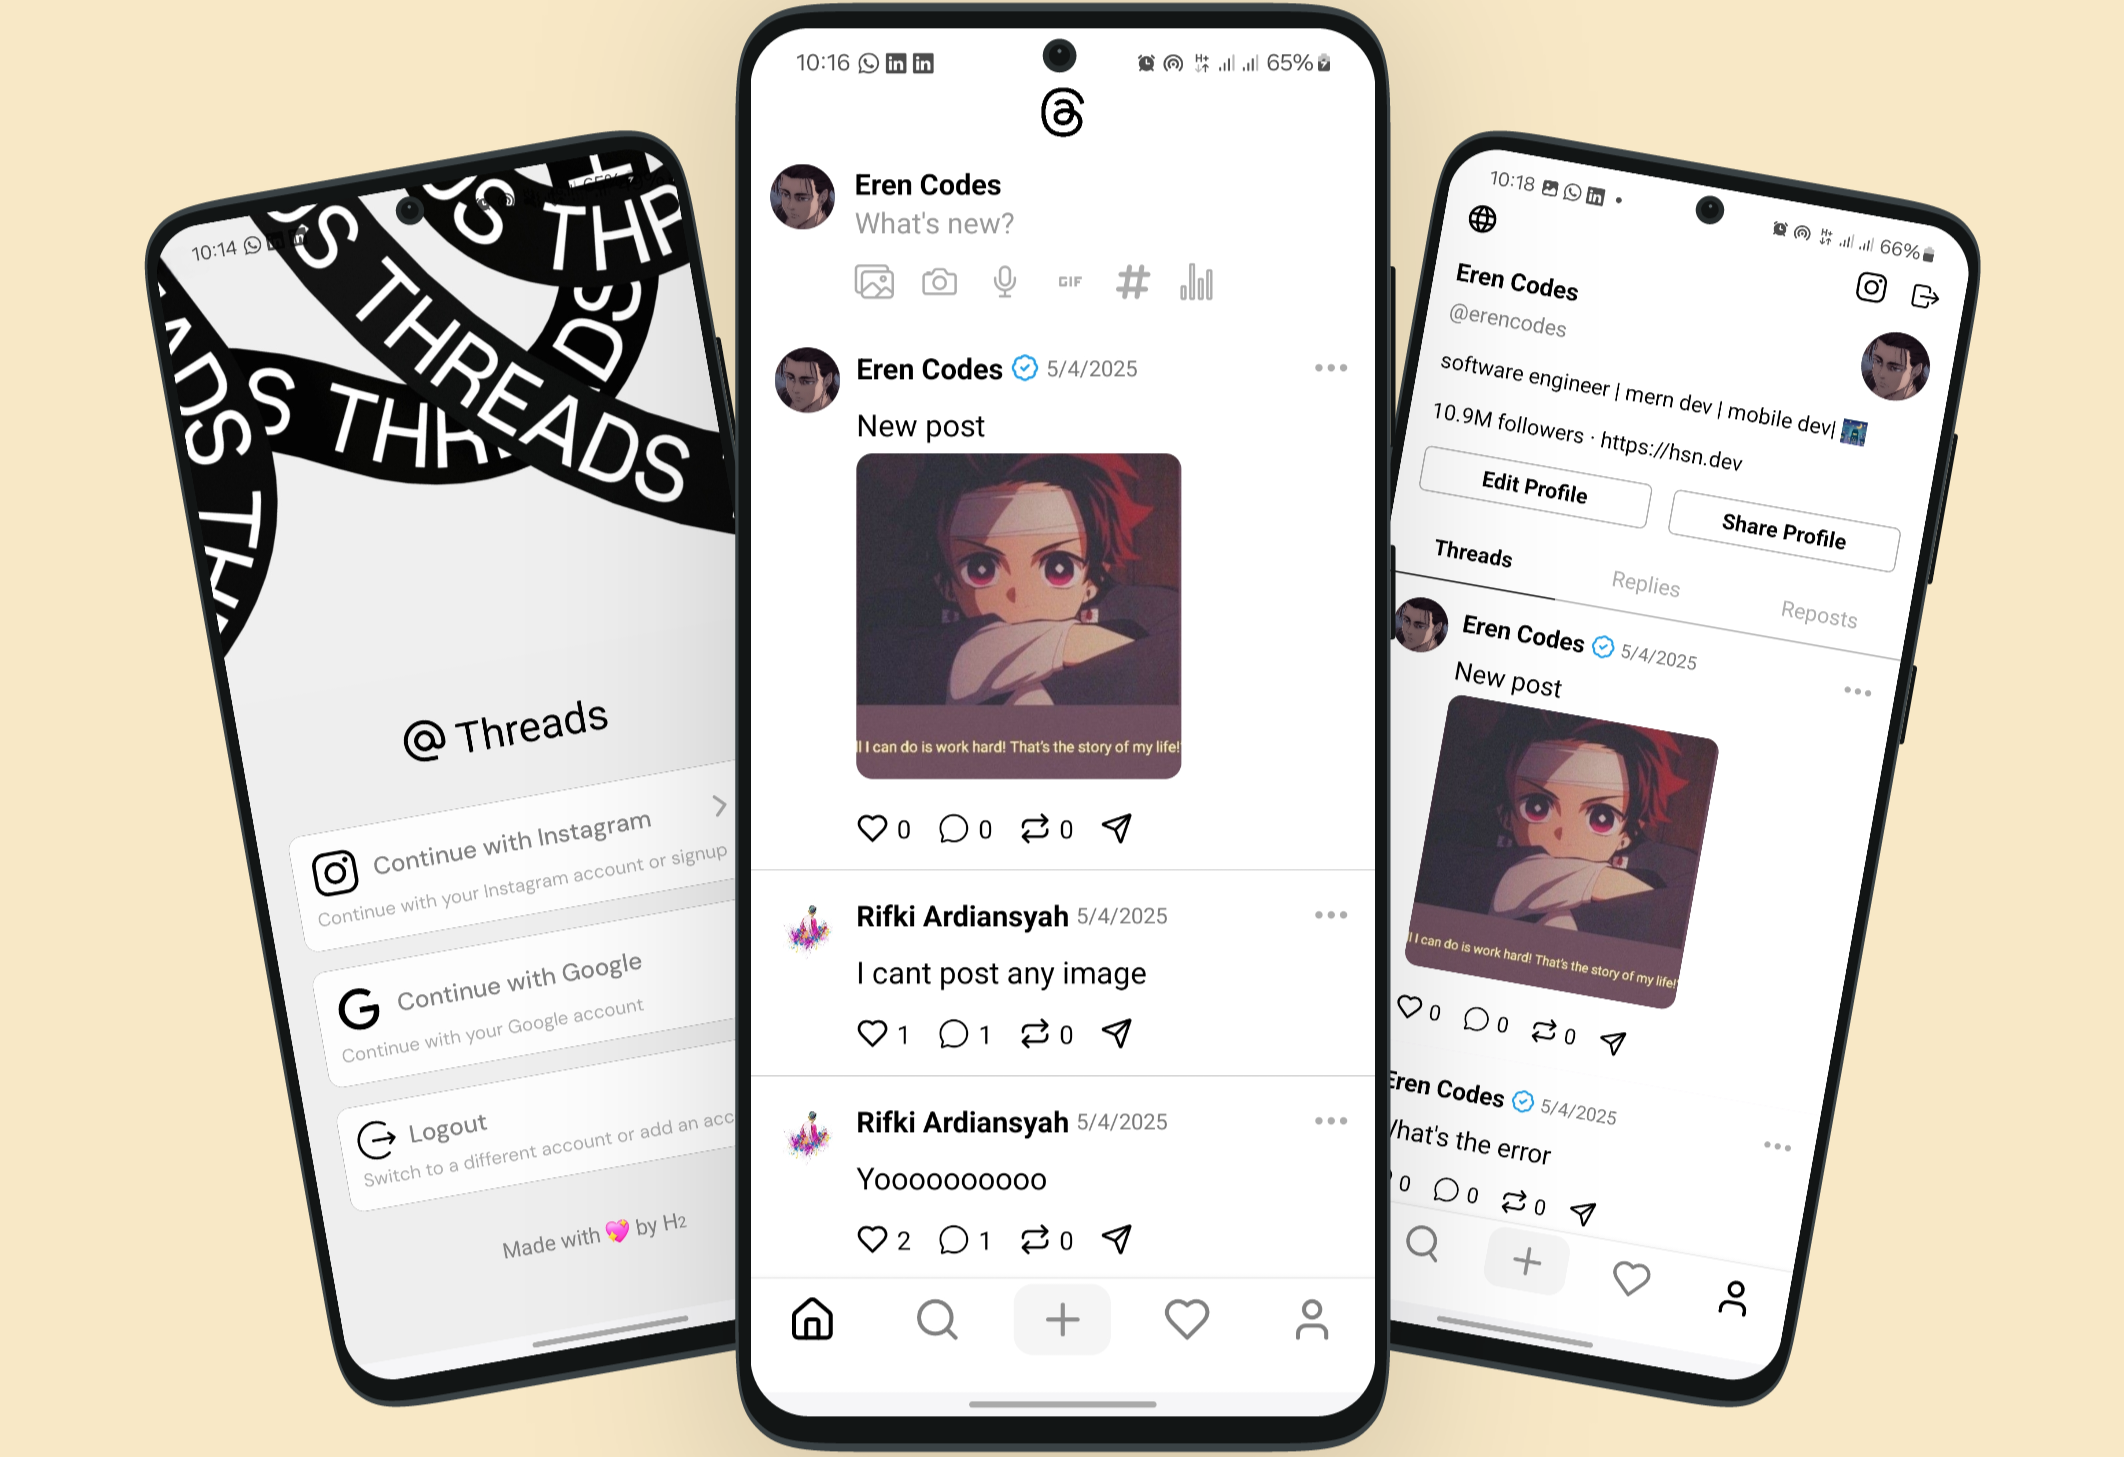 10:14
65%
THREADS
THREADS
THR
THREADS
Threads
Continue with Instagram
Continue with your Instagram account or signup
Continue with Google
Continue with your Google account
Logout
Switch to a different account or add an acc
Made with 💖 by H2
10:16
65%
Eren Codes
What's new?
GIF
Eren Codes 5/4/2025
New post
I can do is work hard! That's the story of my life!
0 0 0
Rifki Ardiansyah 5/4/2025
I cant post any image
1 1 0
Rifki Ardiansyah 5/4/2025
Yoooooooooo
2 1 0
10:18
66%
Eren Codes
@erencodes
software engineer | mern dev | mobile dev|
10.9M followers · https://hsn.dev
Edit Profile
Share Profile
Threads
Replies
Reposts
Eren Codes 5/4/2025
New post
I can do is work hard! That's the story of my life!
0 0 0
Eren Codes 5/4/2025
hat's the error
0 0 0